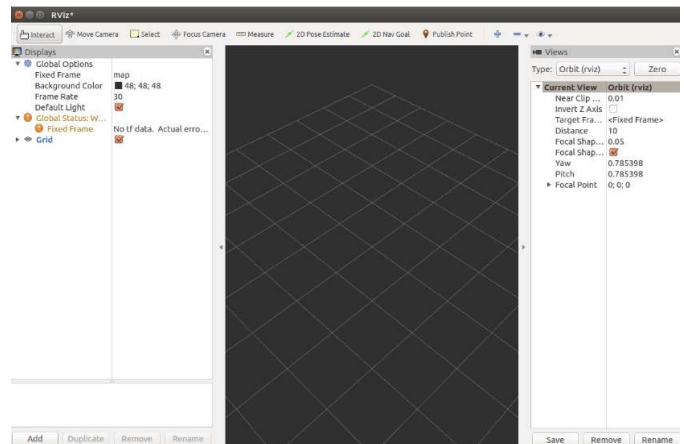 RViz*
Interact Move Camera Select Focus Camera Measure 2D Pose Estimate 2D Nav Goal Publish Point
Displays
Global Options
Fixed Frame map
Background Color 48; 48; 48
Frame Rate 30
Default Light
Global Status: W...
Fixed Frame No tf data. Actual erro...
Grid
Add Duplicate Remove Rename
Views
Type: Orbit (rviz) Zero
Current View Orbit (rviz)
Near Clip ... 0.01
Invert Z Axis
Target Fra... <Fixed Frame>
Distance 10
Focal Shap... 0.05
Focal Shap...
Yaw 0.785398
Pitch 0.785398
Focal Point 0; 0; 0
Save Remove Rename